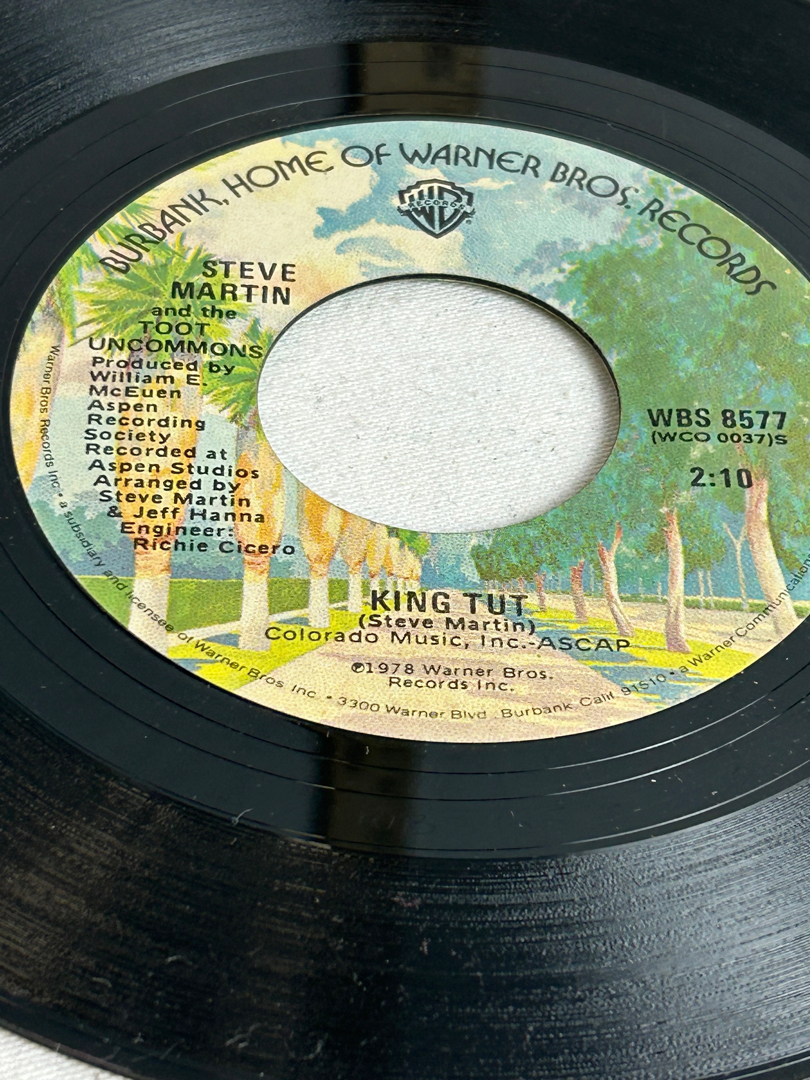 BURBANK, HOME OF WARNER BROS. RECORDS
WB
RECORDS
®
STEVE
MARTIN
and the
TOOT
UNCOMMONS
Produced by
William E.
McEuen
Aspen
Recording
Society
Recorded at
Aspen Studios
Arranged by
Steve Martin
& Jeff Hanna
Engineer:
Richie Cicero
WBS 8577
(WCO 0037)S
2:10
KING TUT
(Steve Martin)
Colorado Music, Inc.-ASCAP
℗1978 Warner Bros.
Records Inc.
Warner Bros Records Inc. • a subsidiary and licensee of Warner Bros Inc. • 3300 Warner Blvd. Burbank, Calif. 91510 • a Warner Communication